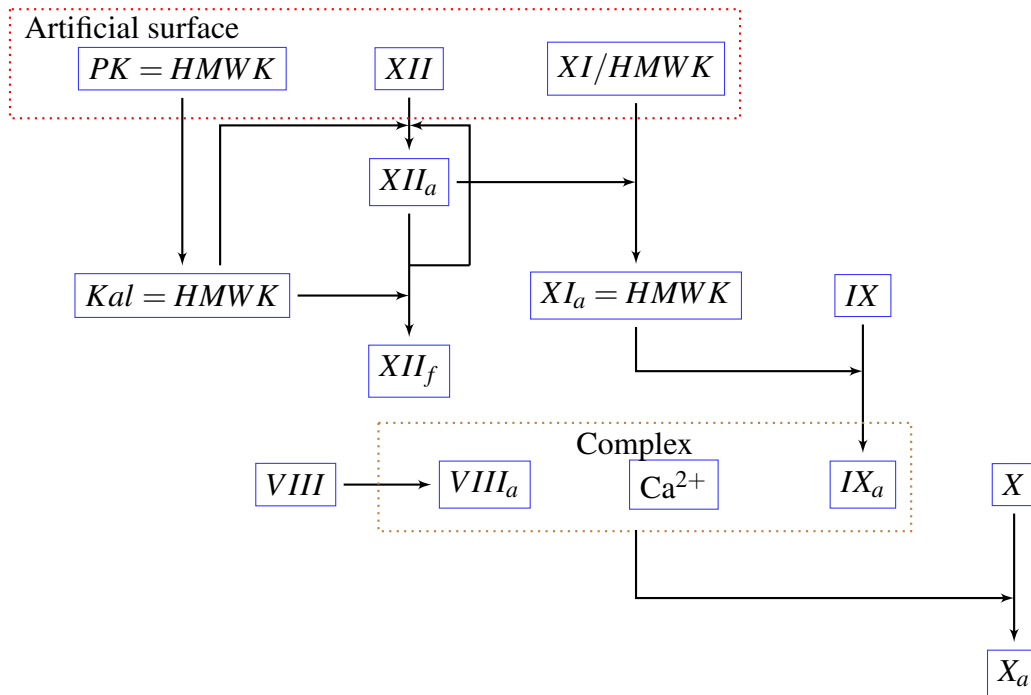 Artificial surface
PK = HMWK
XII
XI/HMWK
XIIₐ
Kal = HMWK
XIₐ = HMWK
IX
XII_f
Complex
VIII
VIIIₐ
Ca²⁺
IXₐ
X
Xₐ